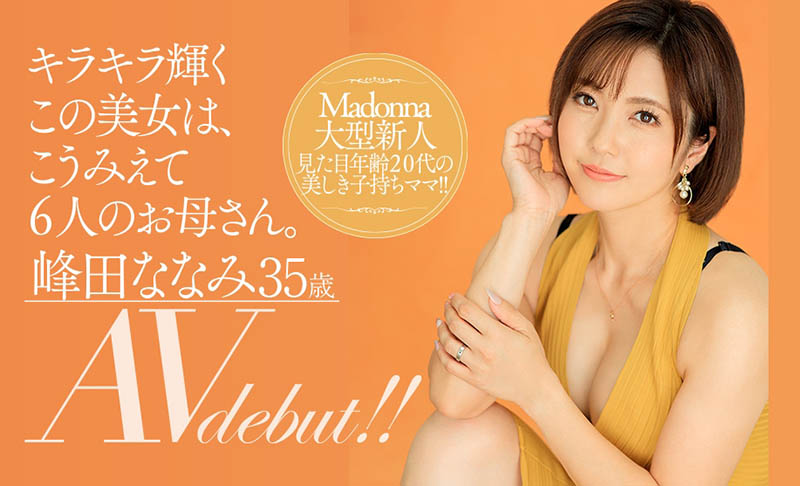 キラキラ輝く
この美女は、
こうみえて
6人のお母さん。
峰田ななみ35歳
AVdebut!!
Madonna
大型新人
見た目年齢20代の
美しき子持ちママ!!